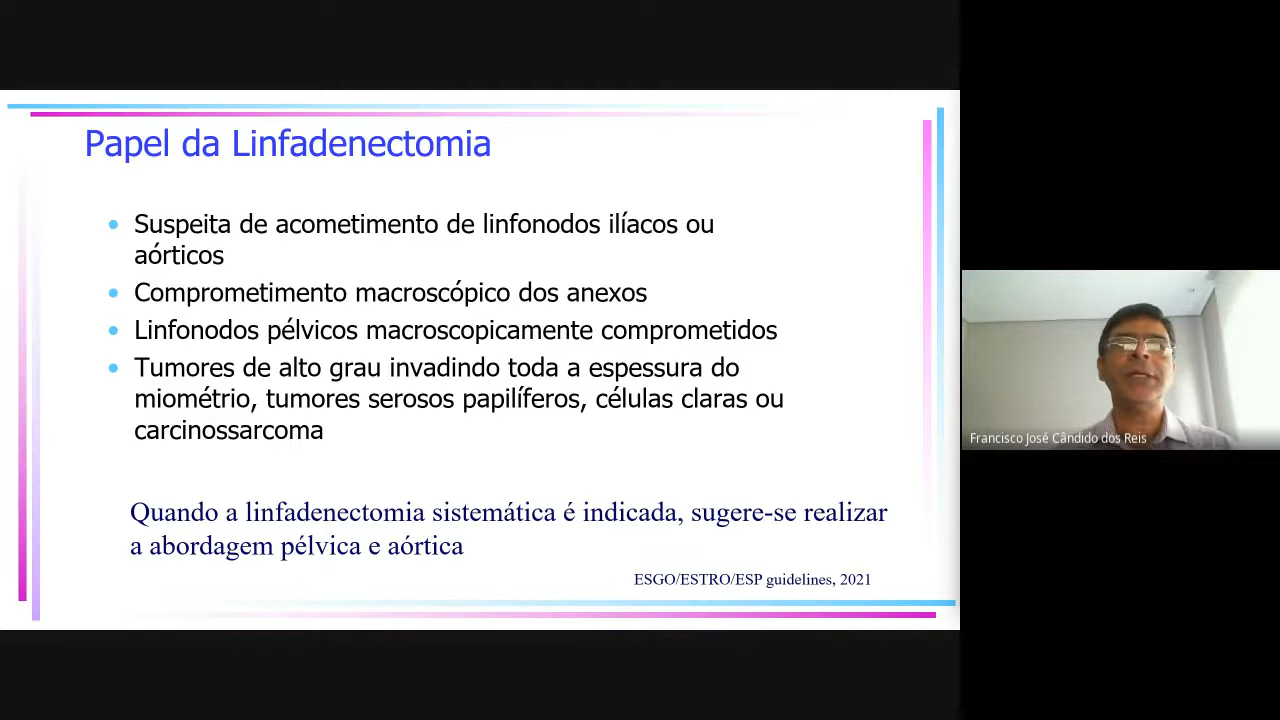 Papel da Linfadenectomia
Suspeita de acometimento de linfonodos ilíacos ou
aórticos
Comprometimento macroscópico dos anexos
Linfonodos pélvicos macroscopicamente comprometidos
Tumores de alto grau invadindo toda a espessura do
miométrio, tumores serosos papilíferos, células claras ou
carcinossarcoma
Quando a linfadenectomia sistemática é indicada, sugere-se realizar
a abordagem pélvica e aórtica
ESGO/ESTRO/ESP guidelines, 2021
Francisco José Cândido dos Reis